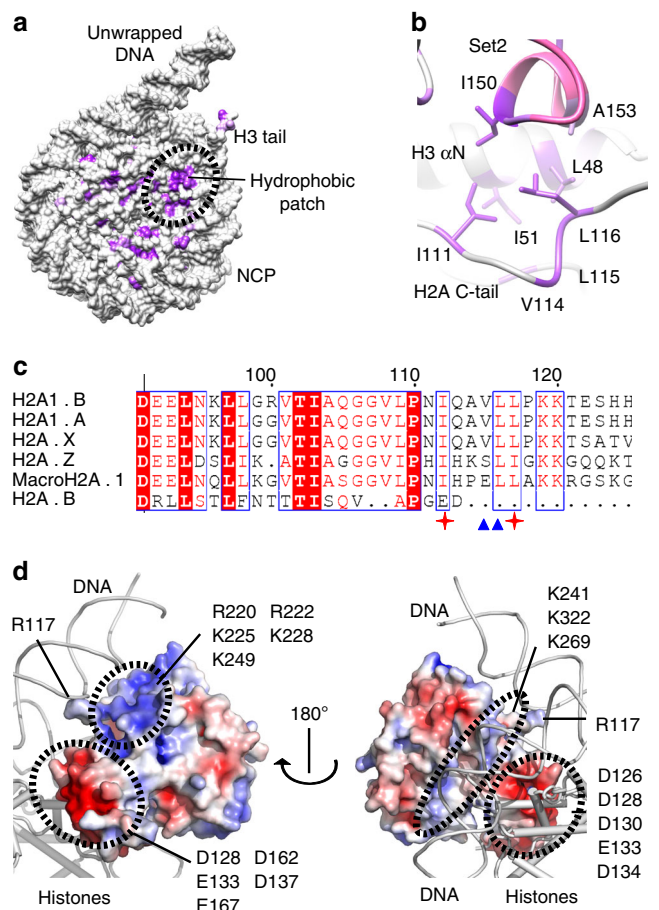 a
Unwrapped
DNA
H3 tail
Hydrophobic
patch
NCP
b
Set2
I150
A153
H3 αN
L48
I51
L116
I111
L115
H2A C-tail
V114
c
100 110 120
H2A1.B DEELNKLLGRVTIAQGGVLPNIQAVLLPKKTESHH
H2A1.A DEELNKLLGGVTIAQGGVLPNIQAVLLPKKTESHH
H2A.X DEELNKLLGGVTIAQGGVLPNIQAVLLPKKTSATV
H2A.Z DEELDSLIK.ATIAGGGVIPHIHKSLIGKKGQQKT
MacroH2A.1 DEELNQLLKGVTIASGGVLPNIHPELLAKKRGSKG
H2A.B DRLLSTLFNTTTISQV..APGED............
d
DNA
R117
R220 R222
K225 K228
K249
180°
D128 D162
E133 D137
E167
Histones
DNA
K241
K322
K269
R117
D126
D128
D130
E133
D134
DNA
Histones